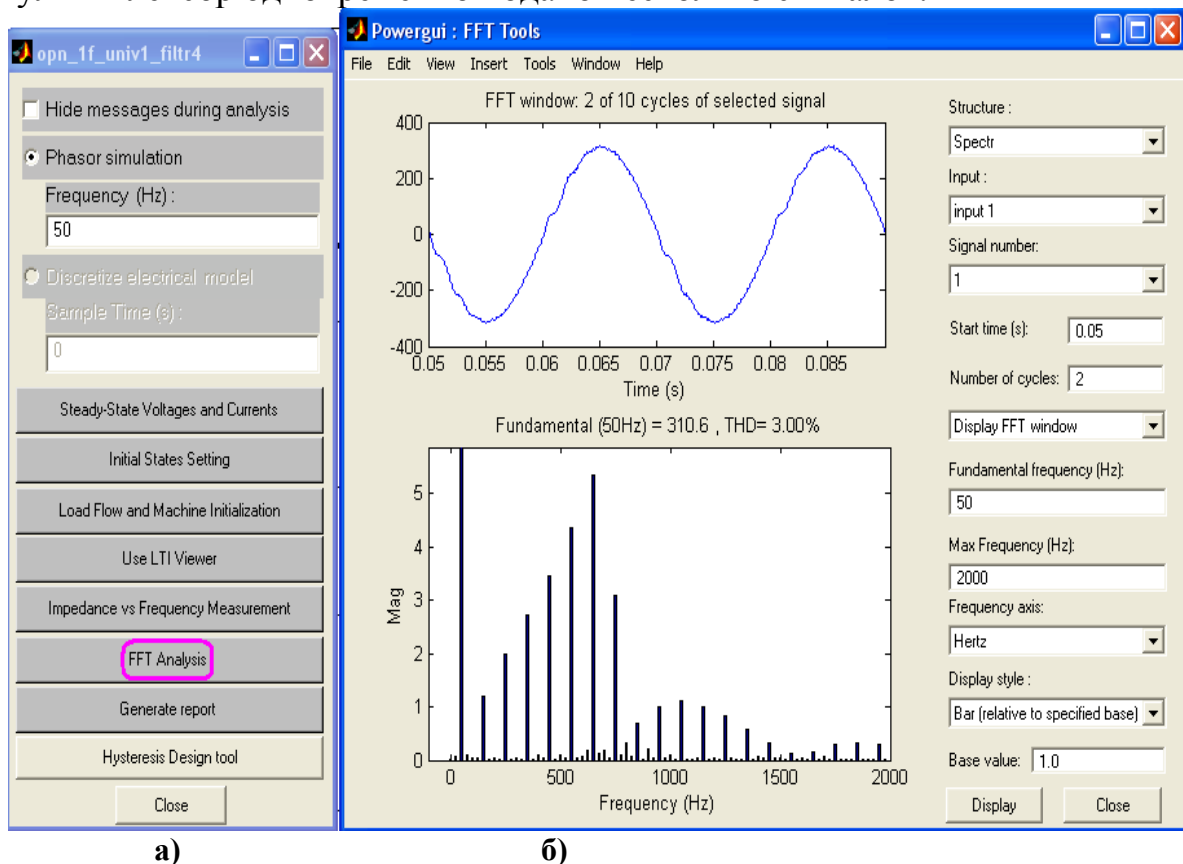 opn_1f_univ1_filtr4
Hide messages during analysis
Phasor simulation
Frequency (Hz) :
50
Discretize electrical model
Sample Time (s) :
0
Steady-State Voltages and Currents
Initial States Setting
Load Flow and Machine Initialization
Use LTI Viewer
Impedance vs Frequency Measurement
FFT Analysis
Generate report
Hysteresis Design tool
Close
а)
Powergui : FFT Tools
File Edit View Insert Tools Window Help
FFT window: 2 of 10 cycles of selected signal
400
200
0
-200
-400
0.05 0.055 0.06 0.065 0.07 0.075 0.08 0.085
Time (s)
Fundamental (50Hz) = 310.6 , THD= 3.00%
5
4
3
2
1
0
Mag
0 500 1000 1500 2000
Frequency (Hz)
Structure :
Spectr
Input :
input 1
Signal number:
1
Start time (s): 0.05
Number of cycles: 2
Display FFT window
Fundamental frequency (Hz):
50
Max Frequency (Hz):
2000
Frequency axis:
Hertz
Display style :
Bar (relative to specified base)
Base value: 1.0
Display Close
б)